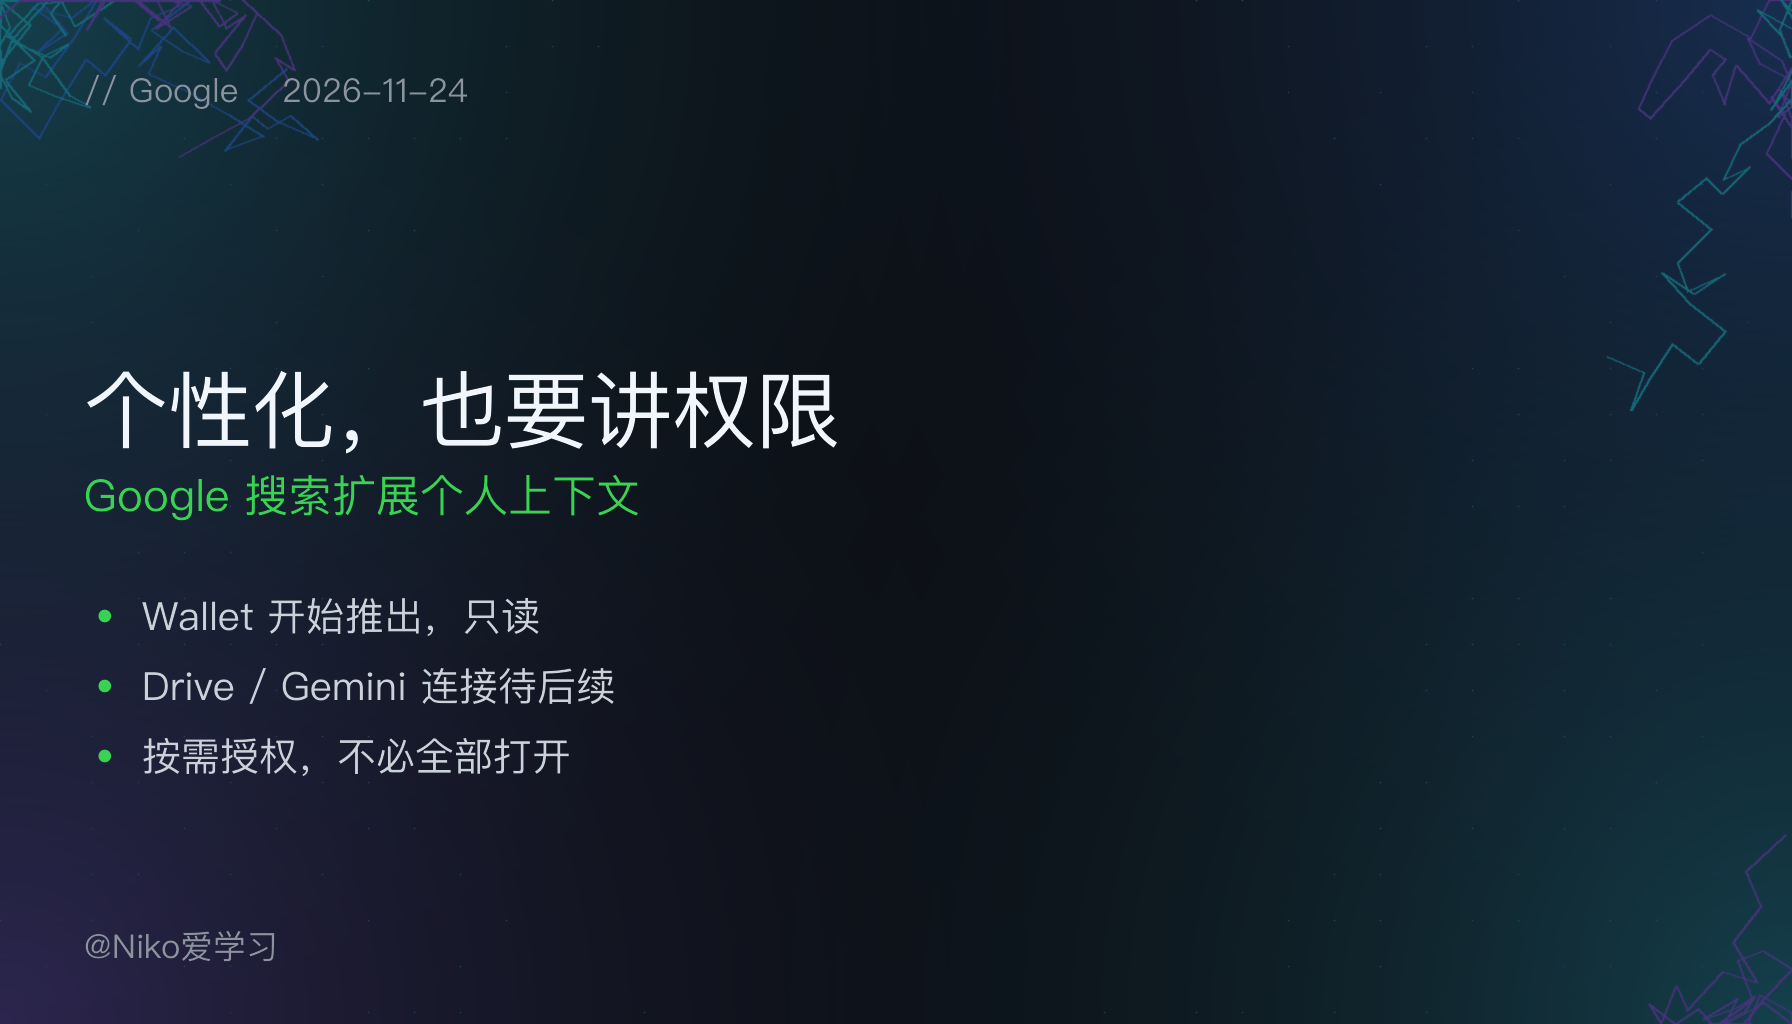 // Google 2026-11-24
个性化，也要讲权限
Google 搜索扩展个人上下文
• Wallet 开始推出，只读
• Drive / Gemini 连接待后续
• 按需授权，不必全部打开
@Niko爱学习